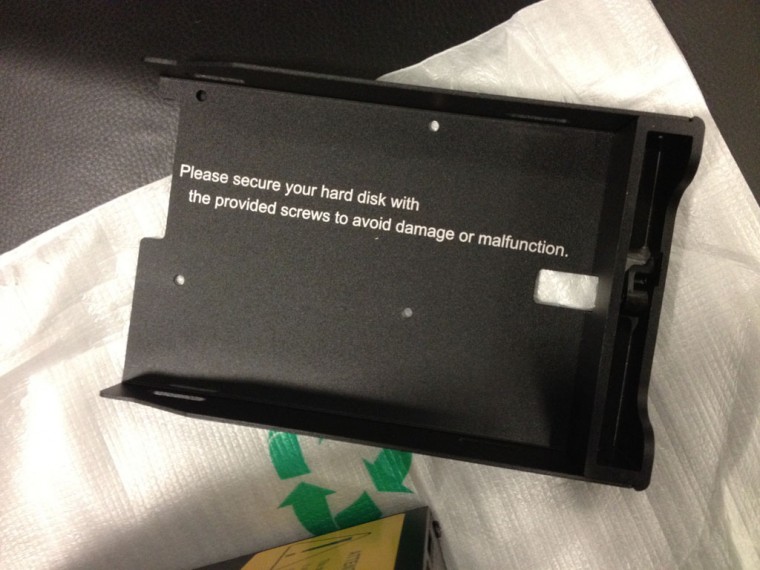 Please secure your hard disk with
the provided screws to avoid damage or malfunction.